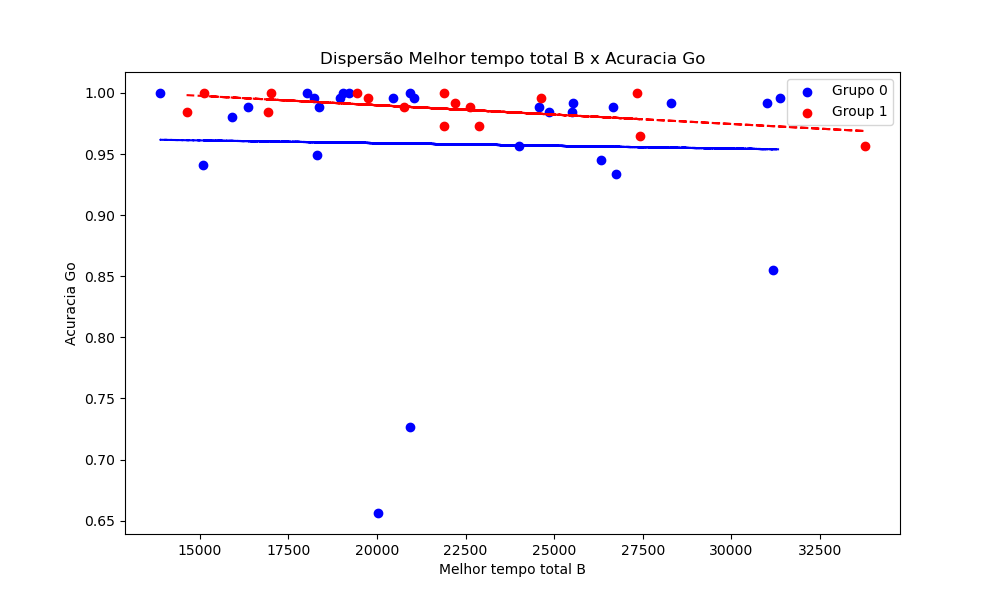 Dispersão Melhor tempo total B x Acuracia Go
Grupo 0
Group 1
1.00
0.95
0.90
0.85
0.80
0.75
0.70
0.65
Acuracia Go
15000 17500 20000 22500 25000 27500 30000 32500
Melhor tempo total B